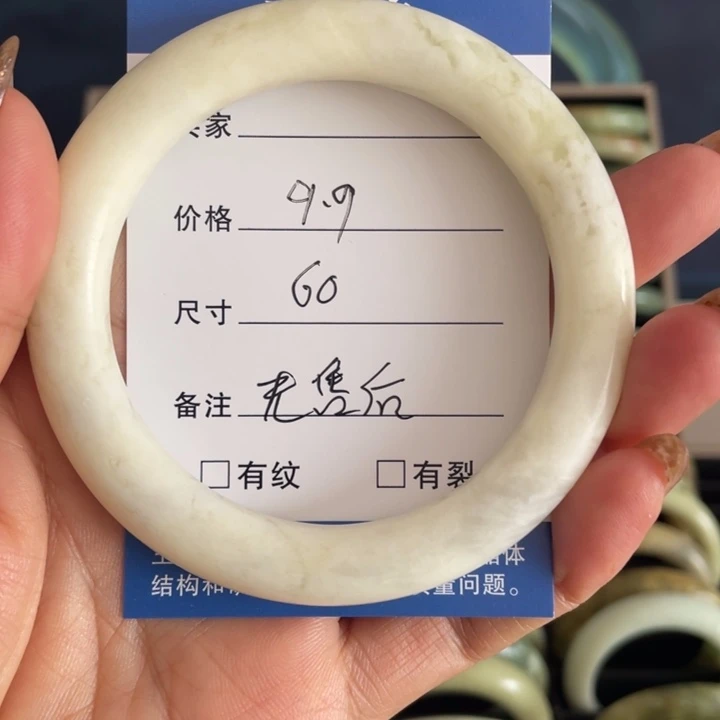 家
价格 9.9
尺寸 60
备注 无售后
□有纹 □有裂
体
结构和 量问题。